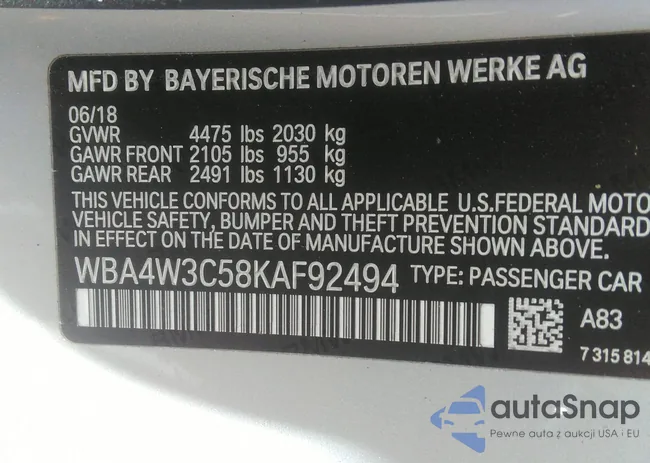 MFD BY BAYERISCHE MOTOREN WERKE AG
06/18
GVWR 4475 lbs 2030 kg
GAWR FRONT 2105 lbs 955 kg
GAWR REAR 2491 lbs 1130 kg
THIS VEHICLE CONFORMS TO ALL APPLICABLE U.S.FEDERAL MOTO
VEHICLE SAFETY, BUMPER AND THEFT PREVENTION STANDARD
IN EFFECT ON THE DATE OF MANUFACTURE SHOWN ABOVE.
WBA4W3C58KAF92494 TYPE: PASSENGER CAR
A83
7 315 814
autoSnap
Pewne auta z aukcji USA i EU